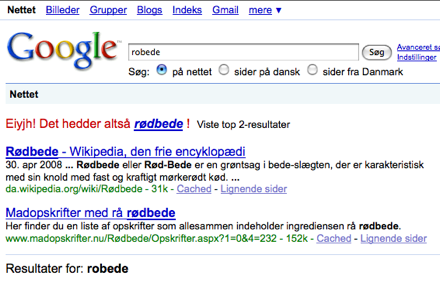 Nettet Billeder Grupper Blogs Indeks Gmail mere ▼
Google™
robede
Søg
Avanceret sø
Indstillinger
Søg: på nettet sider på dansk sider fra Danmark
Nettet
Eiyjh! Det hedder altså rødbede ! Viste top 2-resultater
Rødbede - Wikipedia, den frie encyklopædi
30. apr 2008 ... Rødbede eller Rød-Bede er en grøntsag i bede-slægten, der er karakteristisk
med sin knold med fast og kraftigt mørkerødt kød. ...
da.wikipedia.org/wiki/Rødbede - 31k - Cached - Lignende sider
Madopskrifter med rå rødbede
Her finder du en liste af opskrifter som allesammen indeholder ingrediensen rå rødbede.
www.madopskrifter.nu/Rødbede/Opskrifter.aspx?1=0&4=232 - 152k - Cached - Lignende sider
Resultater for: robede